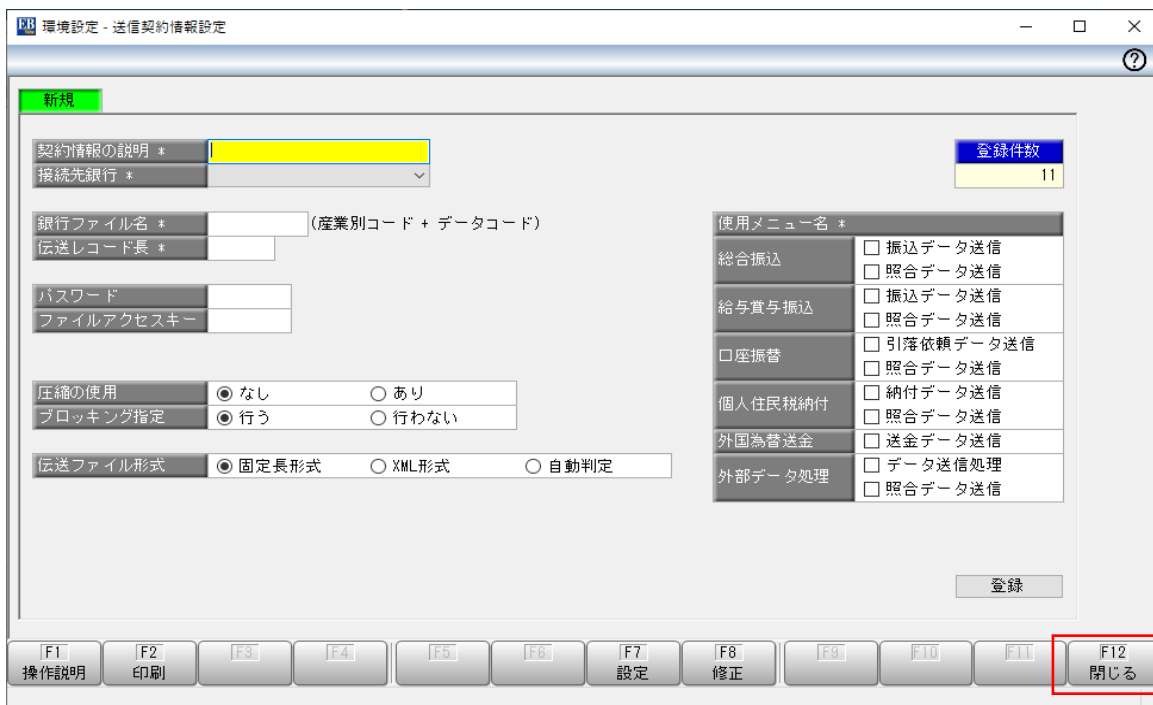 EB 環境設定 - 送信契約情報設定
新規
契約情報の説明 *
接続先銀行 *
登録件数
11
銀行ファイル名 * (産業別コード + データコード)
伝送レコード長 *
パスワード
ファイルアクセスキー
圧縮の使用 なし あり
ブロッキング指定 行う 行わない
伝送ファイル形式 固定長形式 XML形式 自動判定
使用メニュー名 *
総合振込 振込データ送信
照合データ送信
給与賞与振込 振込データ送信
照合データ送信
口座振替 引落依頼データ送信
照合データ送信
個人住民税納付 納付データ送信
照合データ送信
外国為替送金 送金データ送信
外部データ処理 データ送信処理
照合データ送信
登録
F1 F2 F3 F4 F5 F6 F7 F8 F9 F10 F11 F12
操作説明 印刷 設定 修正 閉じる